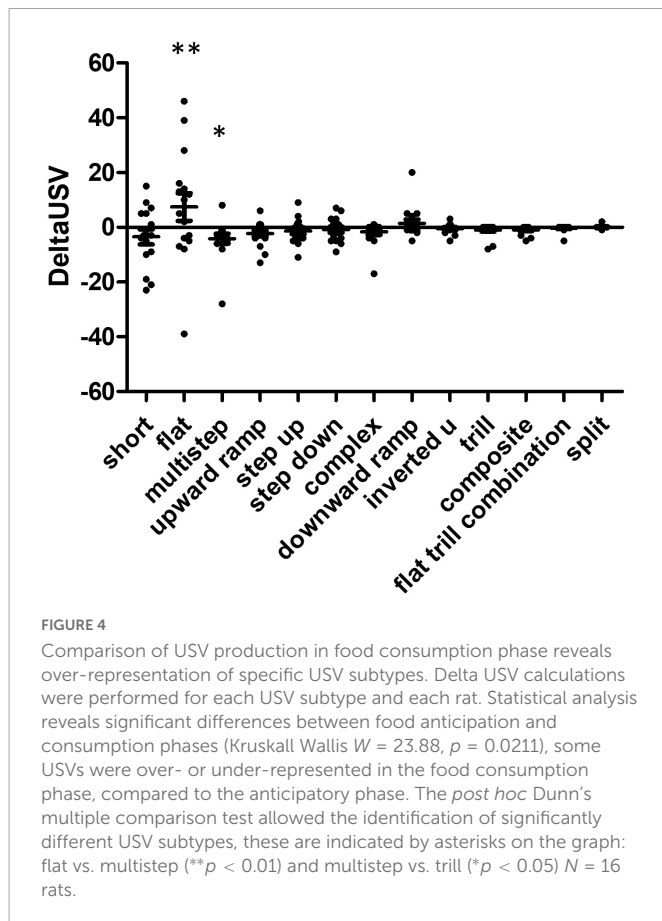 **
60
40
*
20
0
-20
-40
-60
DeltaUSV
short
flat
multistep
upward ramp
step up
step down
complex
downward ramp
inverted u
trill
composite
flat trill combination
split
FIGURE 4
Comparison of USV production in food consumption phase reveals
over-representation of specific USV subtypes. Delta USV calculations
were performed for each USV subtype and each rat. Statistical analysis
reveals significant differences between food anticipation and
consumption phases (Kruskall Wallis W = 23.88, p = 0.0211), some
USVs were over- or under-represented in the food consumption
phase, compared to the anticipatory phase. The post hoc Dunn's
multiple comparison test allowed the identification of significantly
different USV subtypes, these are indicated by asterisks on the graph:
flat vs. multistep (**p < 0.01) and multistep vs. trill (*p < 0.05) N = 16
rats.